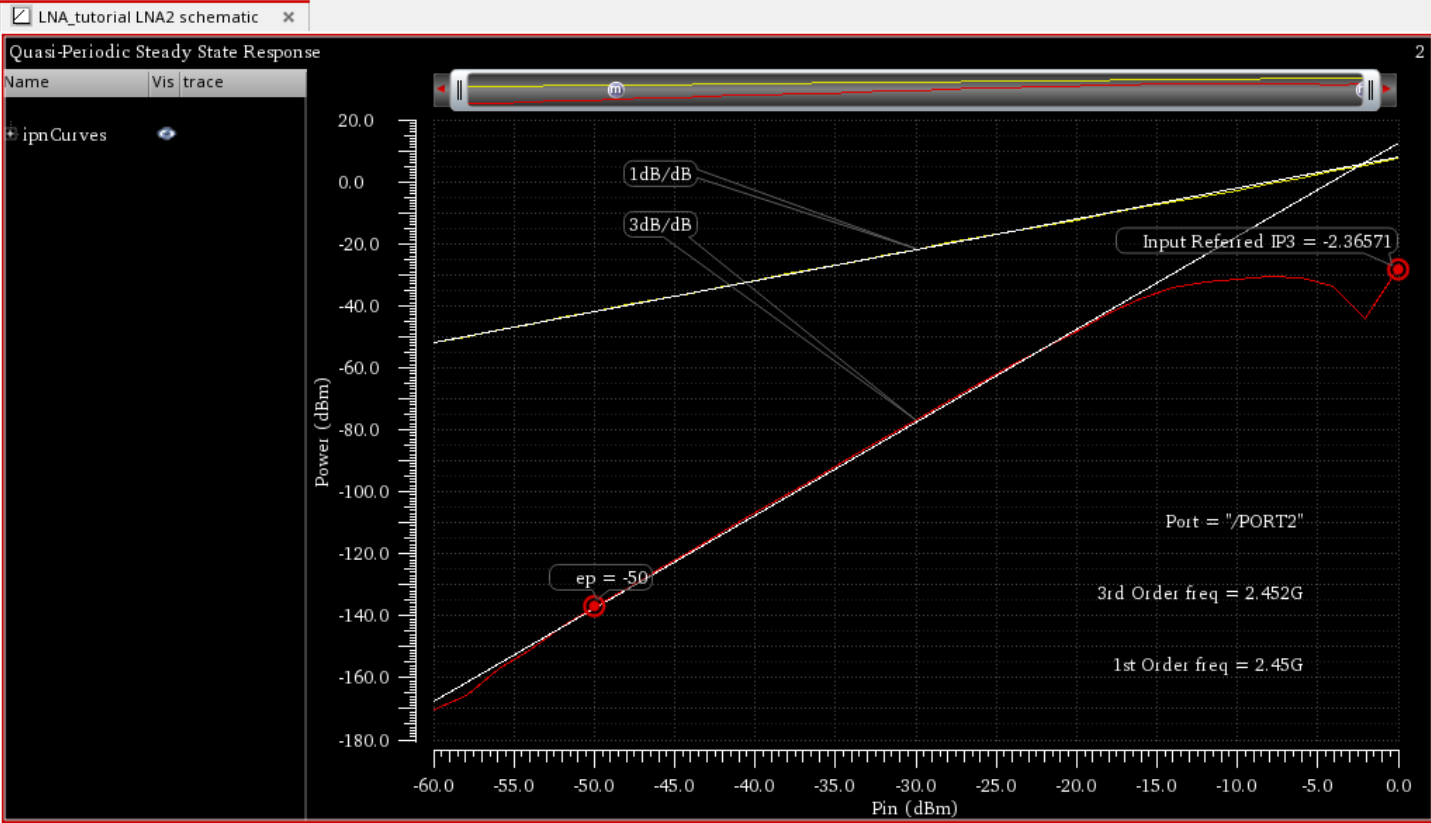 LNA_tutorial LNA2 schematic ×
Quasi-Periodic Steady State Response
2
Name Vis trace
ipnCurves
m
20.0
0.0
-20.0
-40.0
-60.0
-80.0
-100.0
-120.0
-140.0
-160.0
-180.0
Power (dBm)
1dB/dB
3dB/dB
Input Referred IP3 = -2.36571
Port = "/PORT2"
ep = -50
3rd Order freq = 2.452G
1st Order freq = 2.45G
-60.0 -55.0 -50.0 -45.0 -40.0 -35.0 -30.0 -25.0 -20.0 -15.0 -10.0 -5.0 0.0
Pin (dBm)